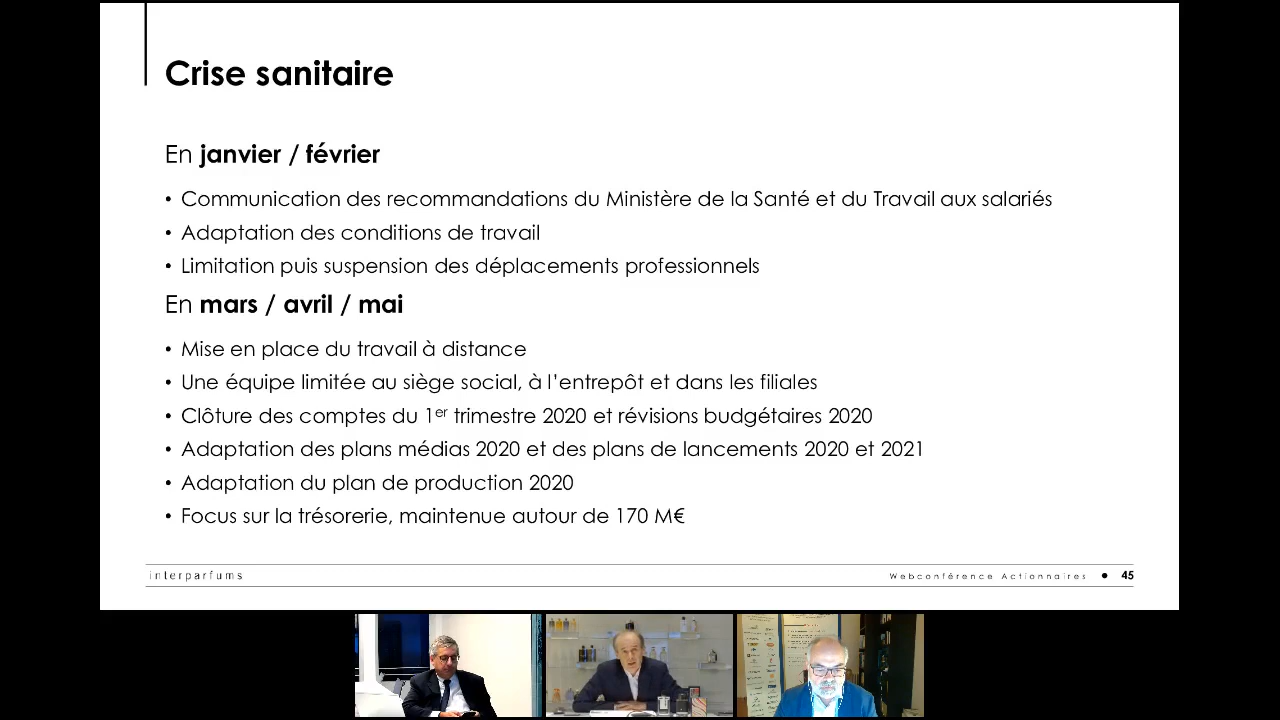 Crise sanitaire
En janvier / février
• Communication des recommandations du Ministère de la Santé et du Travail aux salariés
• Adaptation des conditions de travail
• Limitation puis suspension des déplacements professionnels
En mars / avril / mai
• Mise en place du travail à distance
• Une équipe limitée au siège social, à l’entrepôt et dans les filiales
• Clôture des comptes du 1er trimestre 2020 et révisions budgétaires 2020
• Adaptation des plans médias 2020 et des plans de lancements 2020 et 2021
• Adaptation du plan de production 2020
• Focus sur la trésorerie, maintenue autour de 170 M€
interparfums
Webconférence Actionnaires • 45